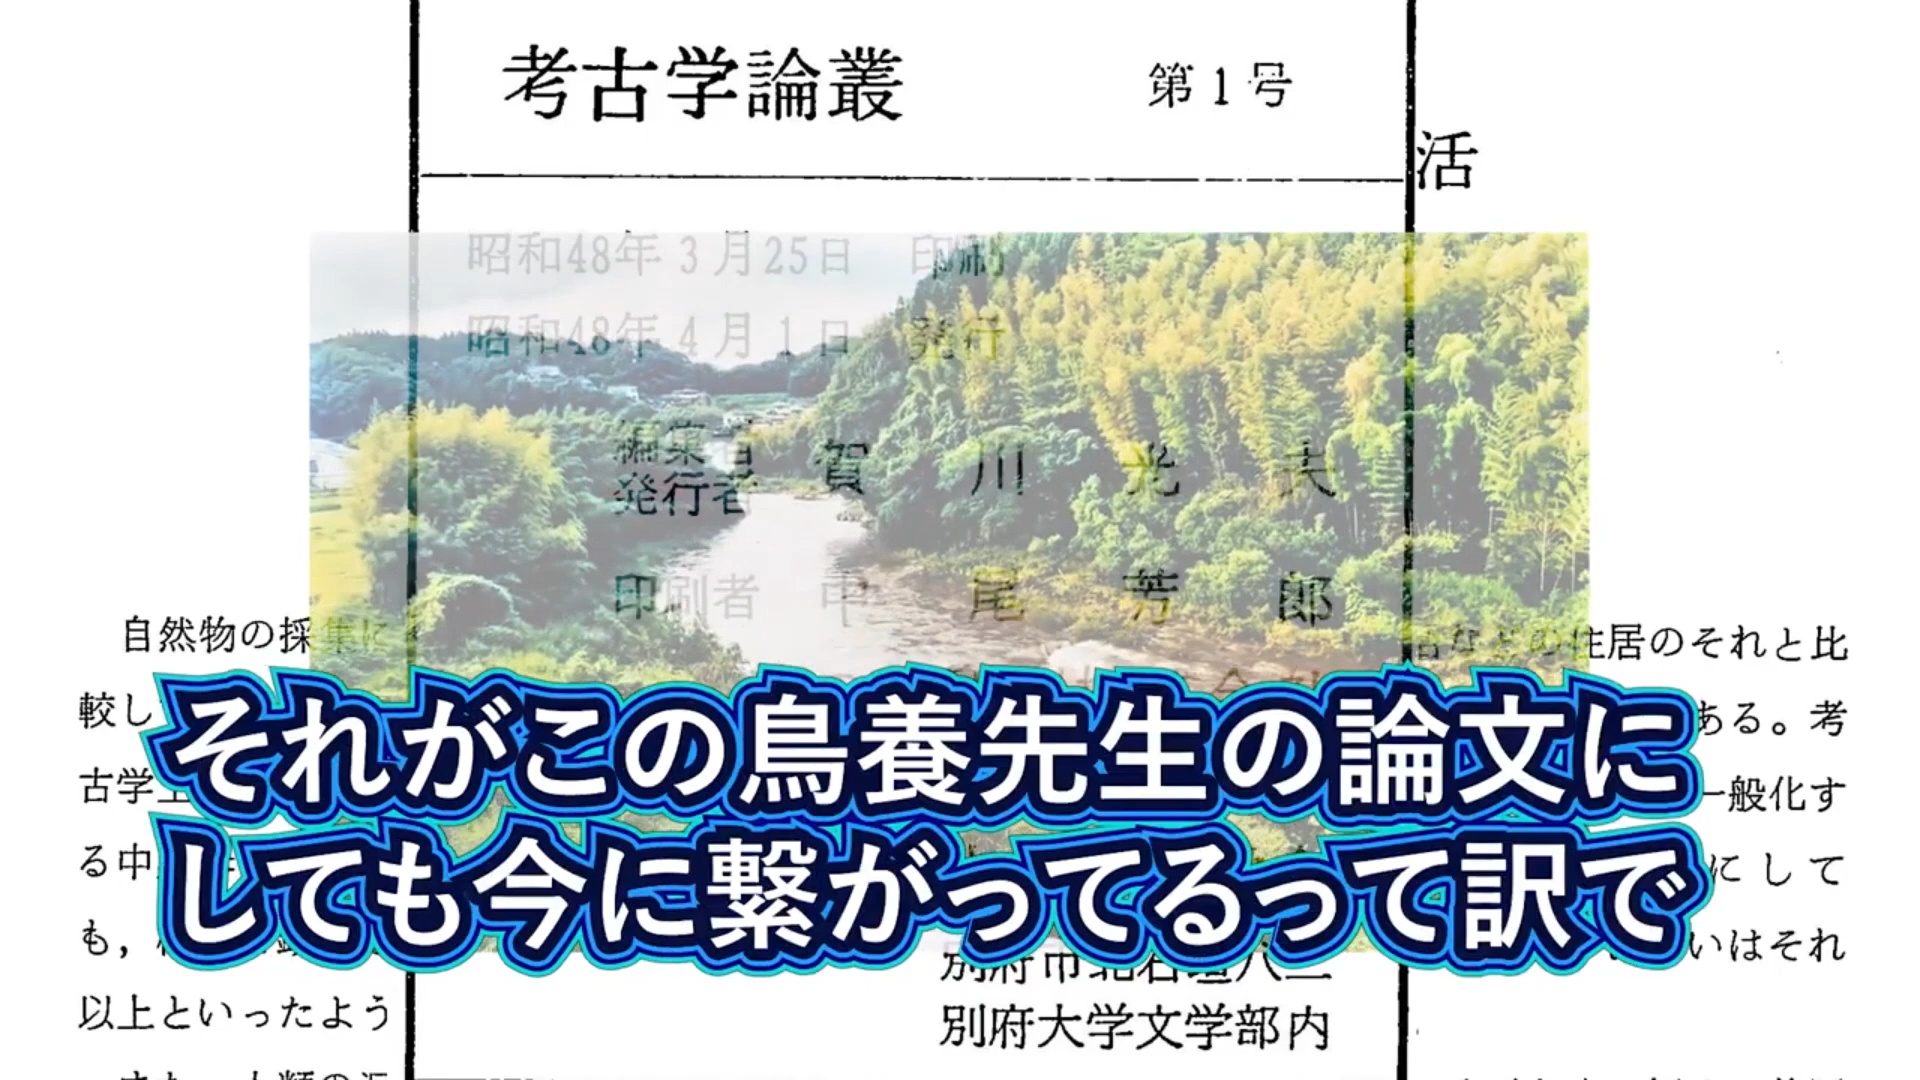 考古学論叢 第1号
活
昭和48年3月25日 印刷
昭和48年4月1日 発行
編集者
発行者 賀川光夫
印刷者 中尾芳郎
自然物の採集に
較し
古学上
る中
も，
以上といったよう
住居のそれと比
ある。考
一般化す
にして
いはそれ
それがこの鳥養先生の論文に
しても今に繋がってるって訳で
別府市北石垣八二
別府大学文学部内